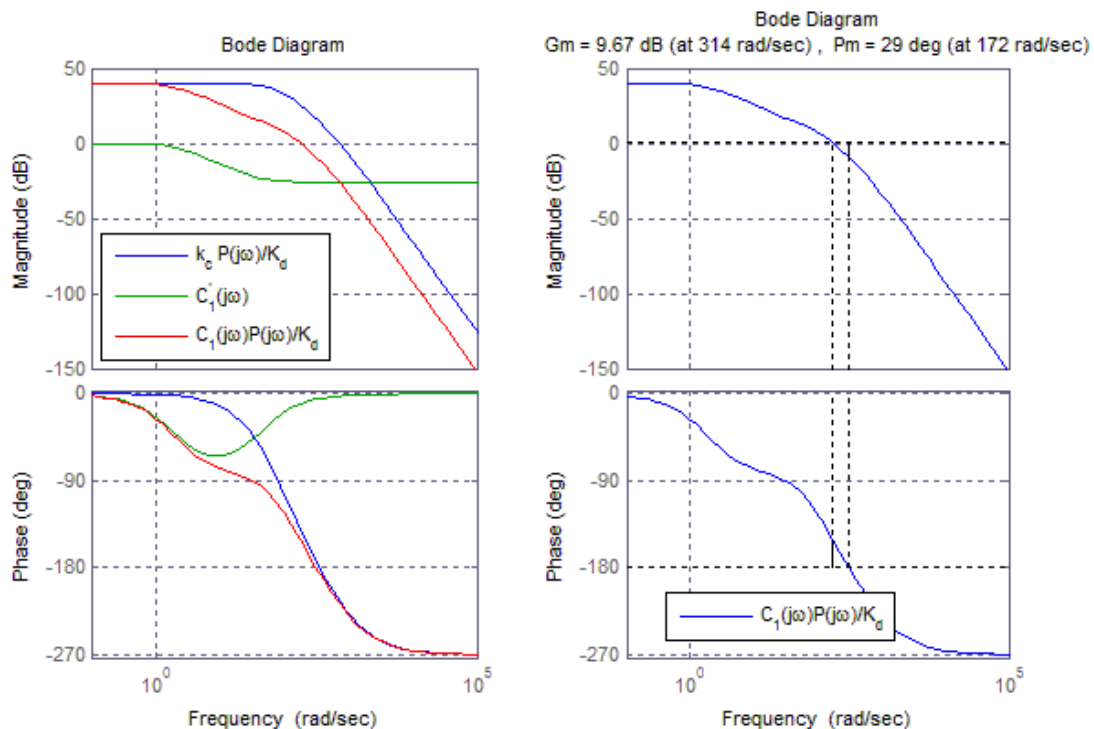 Bode Diagram
50
0
-50
-100
-150
Magnitude (dB)
k_c P(jω)/K_d
C_1^*(jω)
C_1(jω)P(jω)/K_d
0
-90
-180
-270
Phase (deg)
10^0
10^5
Frequency (rad/sec)
Bode Diagram
Gm = 9.67 dB (at 314 rad/sec) , Pm = 29 deg (at 172 rad/sec)
50
0
-50
-100
-150
Magnitude (dB)
0
-90
-180
-270
Phase (deg)
C_1(jω)P(jω)/K_d
10^0
10^5
Frequency (rad/sec)